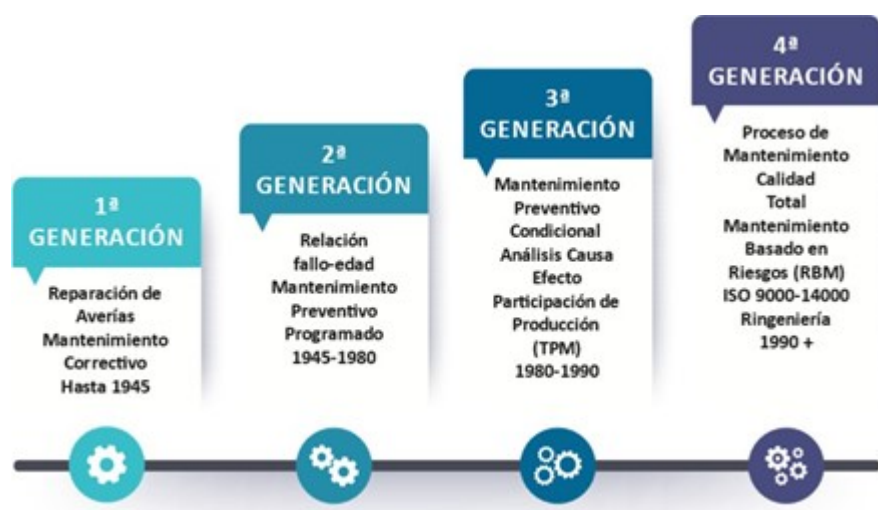 1ª
GENERACIÓN
Reparación de
Averías
Mantenimiento
Correctivo
Hasta 1945
2ª
GENERACIÓN
Relación
fallo-edad
Mantenimiento
Preventivo
Programado
1945-1980
3ª
GENERACIÓN
Mantenimiento
Preventivo
Condicional
Análisis Causa
Efecto
Participación de
Producción
(TPM)
1980-1990
4ª
GENERACIÓN
Proceso de
Mantenimiento
Calidad
Total
Mantenimiento
Basado en
Riesgos (RBM)
ISO 9000-14000
Ringeniería
1990 +